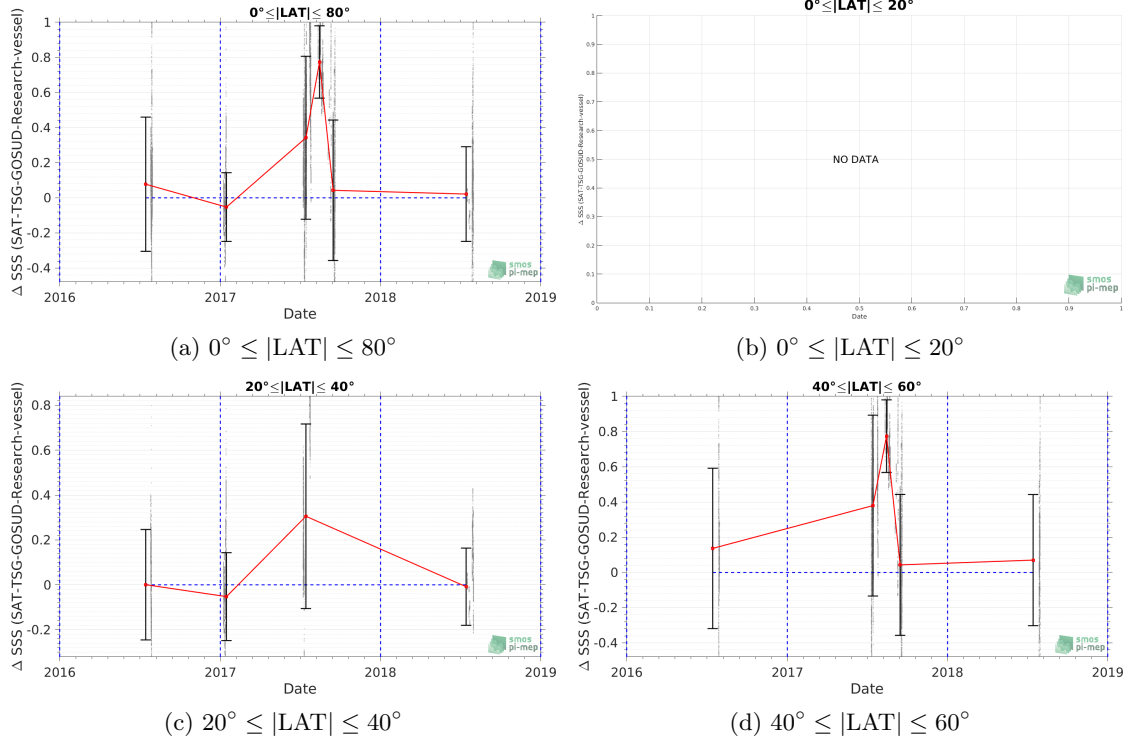 0°≤|LAT|≤ 80°
Δ SSS (SAT-TSG-GOSUD-Research-vessel)
1
0.8
0.6
0.4
0.2
0
-0.2
-0.4
2016
2017
2018
2019
Date
smos
pi-mep
(a) 0° ≤ |LAT| ≤ 80°
0°≤|LAT|≤ 20°
Δ SSS (SAT-TSG-GOSUD-Research-vessel)
1
0.9
0.8
0.7
0.6
0.5
0.4
0.3
0.2
0.1
0
NO DATA
0
0.1
0.2
0.3
0.4
0.5
0.6
0.7
0.8
0.9
1
Date
smos
pi-mep
(b) 0° ≤ |LAT| ≤ 20°
20°≤|LAT|≤ 40°
Δ SSS (SAT-TSG-GOSUD-Research-vessel)
0.8
0.6
0.4
0.2
0
-0.2
2016
2017
2018
2019
Date
smos
pi-mep
(c) 20° ≤ |LAT| ≤ 40°
40°≤|LAT|≤ 60°
Δ SSS (SAT-TSG-GOSUD-Research-vessel)
1
0.8
0.6
0.4
0.2
0
-0.2
-0.4
2016
2017
2018
2019
Date
smos
pi-mep
(d) 40° ≤ |LAT| ≤ 60°